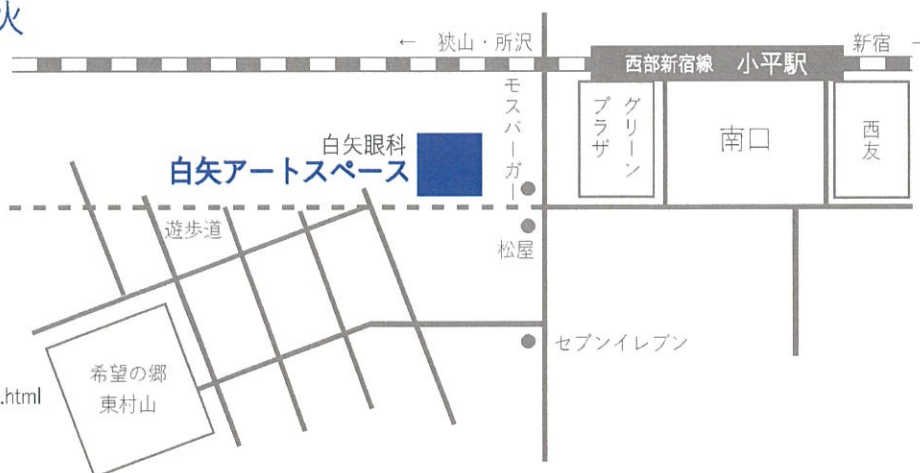 火
← 狭山・所沢
西部新宿線 小平駅
新宿 →
モスバーガー
グリーン
プラザ
南口
西友
白矢眼科
白矢アートスペース
遊歩道
松屋
セブンイレブン
希望の郷
東村山
.html